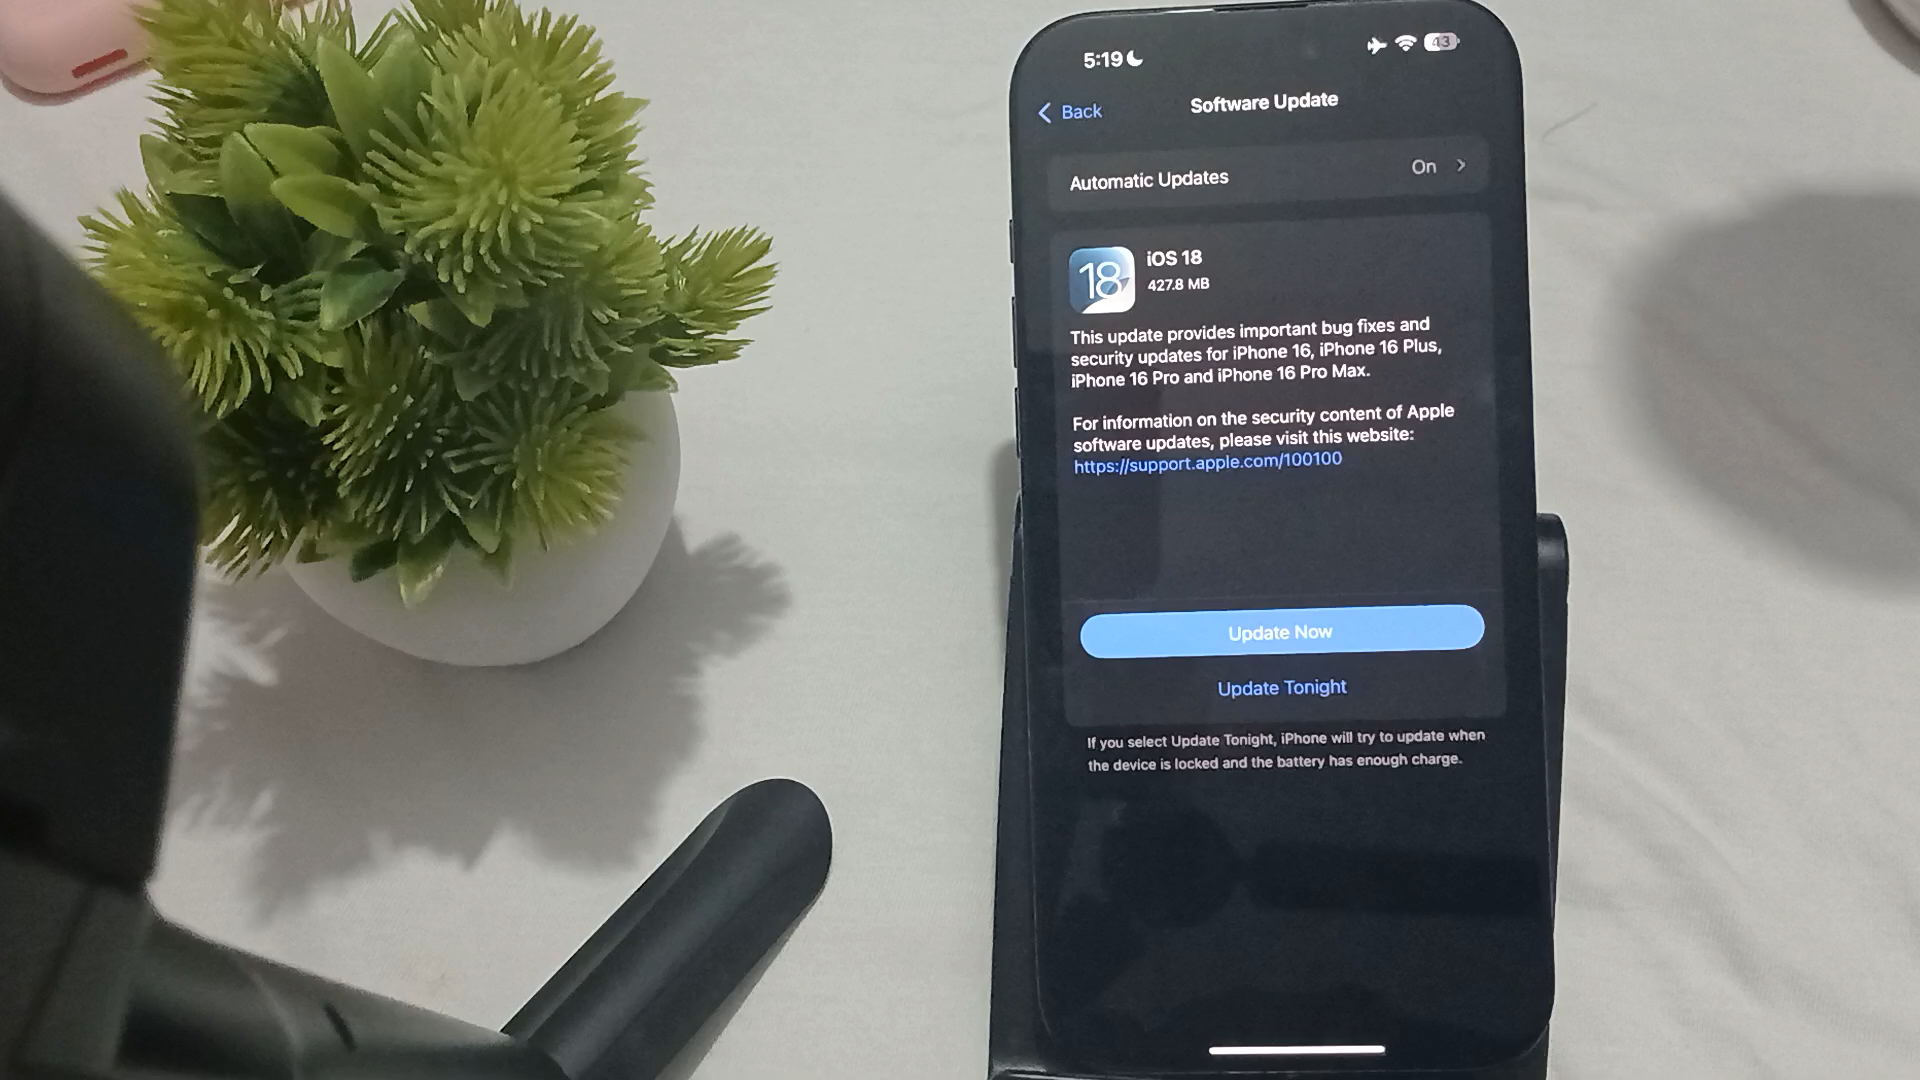 5:19
43
Back
Software Update
Automatic Updates
On
18
iOS 18
427.8 MB
This update provides important bug fixes and
security updates for iPhone 16, iPhone 16 Plus,
iPhone 16 Pro and iPhone 16 Pro Max.
For information on the security content of Apple
software updates, please visit this website:
https://support.apple.com/100100
Update Now
Update Tonight
If you select Update Tonight, iPhone will try to update when
the device is locked and the battery has enough charge.